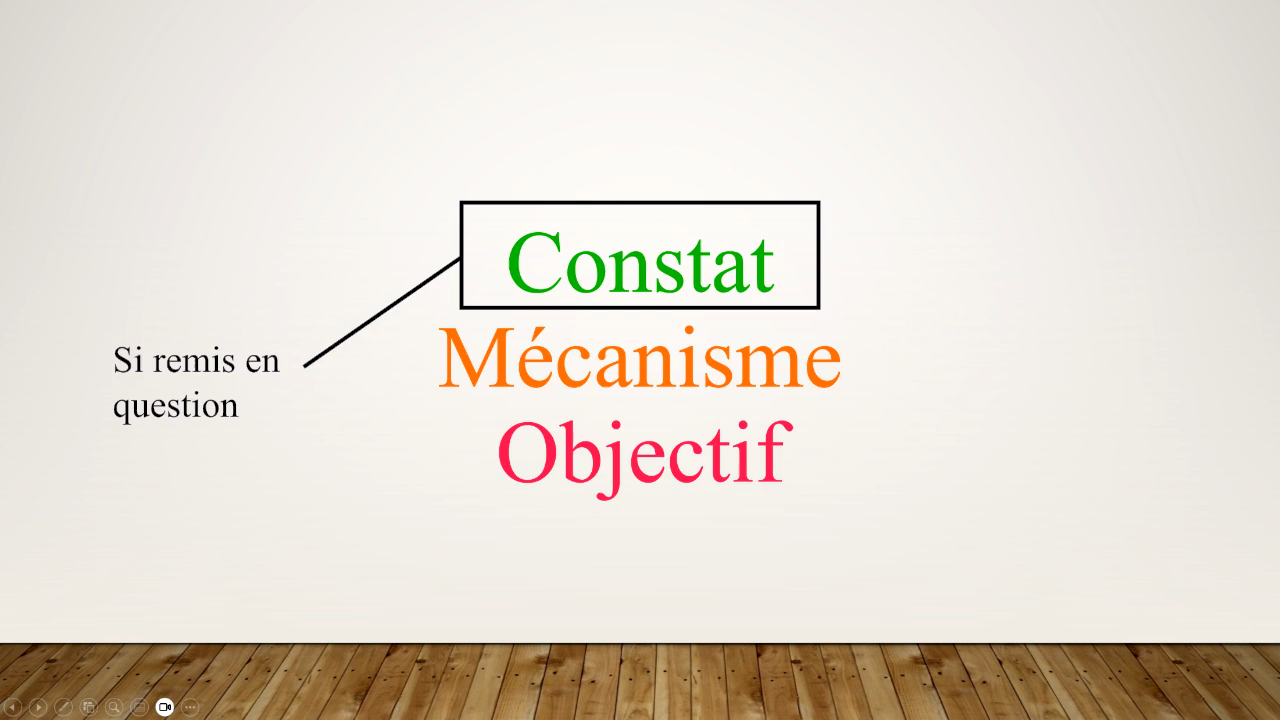 Constat
Mécanisme
Objectif
Si remis en
question